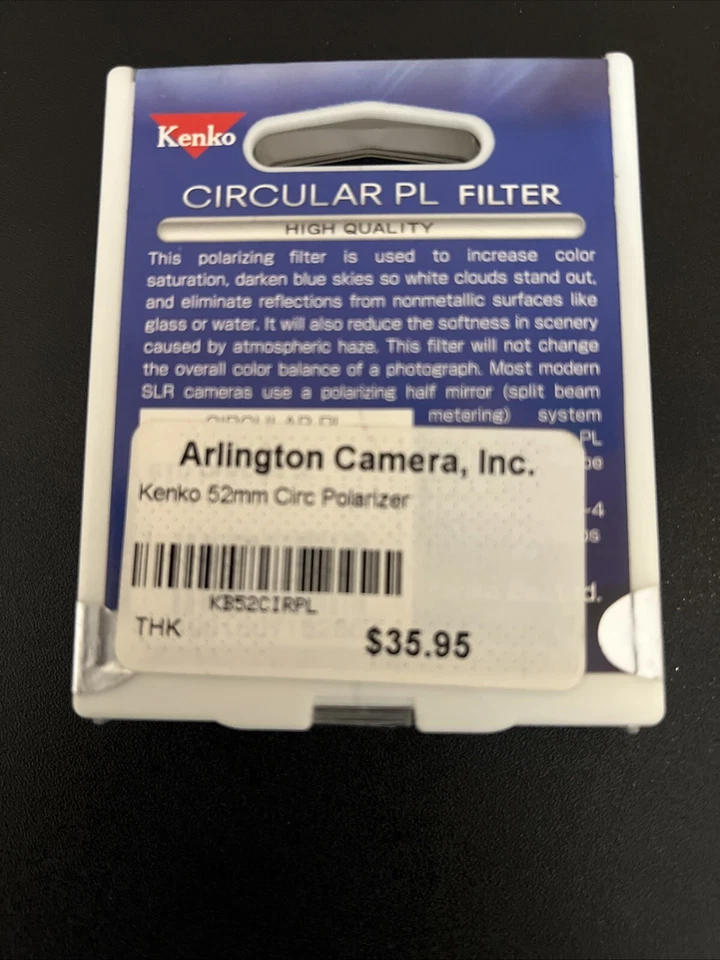 Kenko
CIRCULAR PL FILTER
HIGH QUALITY
This polarizing filter is used to increase color
saturation, darken blue skies so white clouds stand out,
and eliminate reflections from nonmetallic surfaces like
glass or water. It will also reduce the softness in scenery
caused by atmospheric haze. This filter will not change
the overall color balance of a photograph. Most modern
SLR cameras use a polarizing half mirror (split beam
metering) system
CIRCULAR PL
PL
Arlington Camera, Inc.
Kenko 52mm Circ Polarizer
KB52CIRPL
THK
$35.95